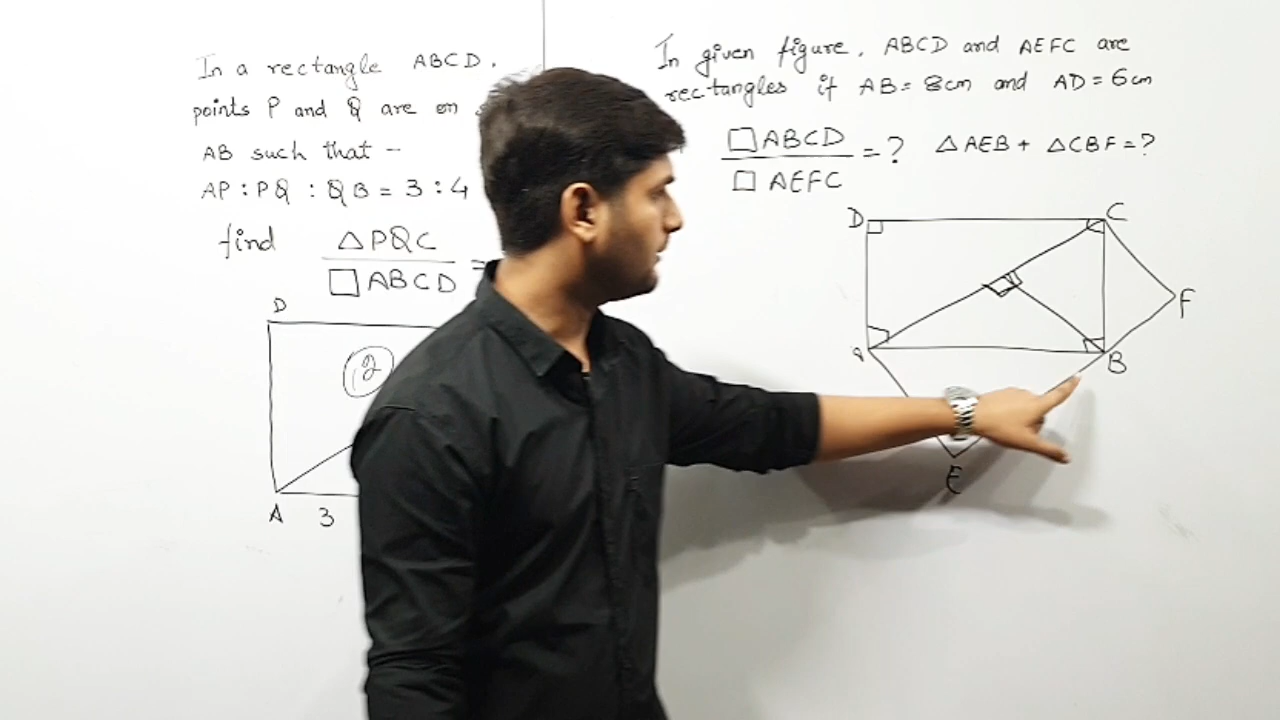 In a rectangle ABCD,
points P and Q are on
AB such that -
AP : PQ : QB = 3 : 4
find △PQC
□ABCD =
D
2
A 3
In given figure, ABCD and AEFC are
rectangles if AB = 8cm and AD = 6cm
□ABCD
□ AEFC = ? △AEB + △CBF = ?
D C
F
B
E